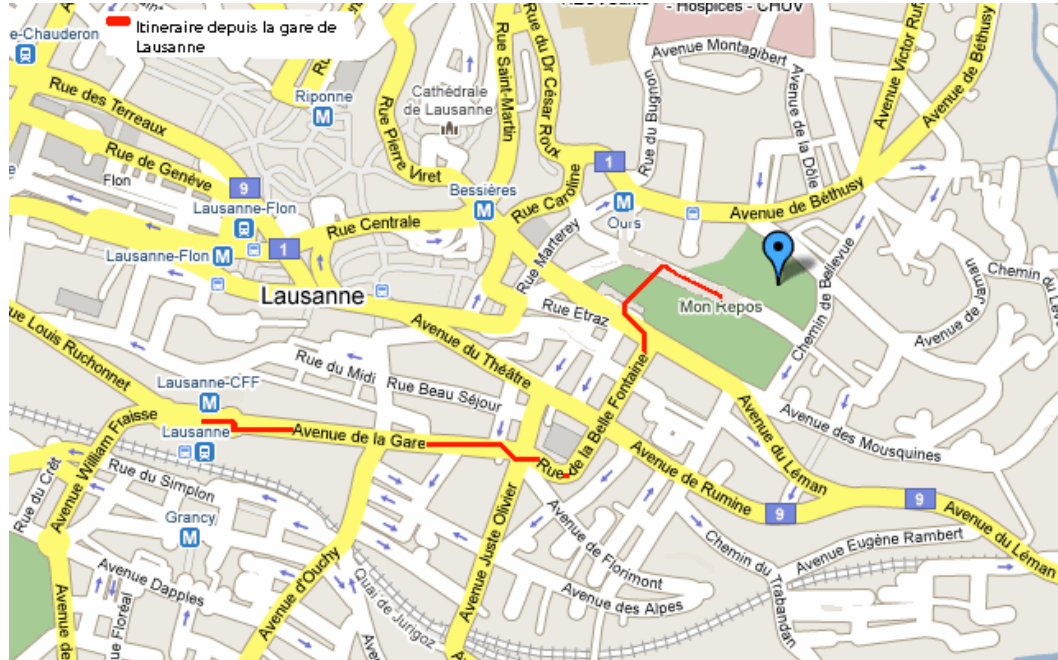 Itineraire depuis la gare de
Lausanne
- Hospices - CHUV
e-Chauderon
Avenue Montagibert
Avenue Victor Ruf
Avenue de Béthusy
Rue des Terreaux
Riponne
Cathédrale
de Lausanne
Rue Saint-Martin
Rue du Dr César Roux
Rue du Bugnon
Avenue de la Dôle
Rue de Genève
Rue Pierre Viret
Flon
9
1
Bessières
Rue Caroline
Lausanne-Flon
Rue Centrale
Ours
Avenue de Béthusy
Rue Marterey
Lausanne-Flon
1
Chemin de Bellevue
Avenue de Jaman
Chemin du
Lausanne
Rue Etraz
Mon Repos
Rue Louis Ruchonnet
Avenue du Théâtre
Rue du Midi
Rue Beau Séjour
Lausanne-CFF
Rue de la Belle Fontaine
Avenue William Fraisse
Lausanne
Avenue de la Gare
Avenue des Mousquines
Avenue du Léman
Rue du Crêt
Rue du Simplon
Avenue de Rumine
9
9
Avenue du Léman
Grancy
Avenue Juste Olivier
Avenue de Florimont
Chemin du Trabandan
Avenue Eugène Rambert
Avenue Dapples
Avenue d'Ouchy
Quai de Jurigoz
Avenue des Alpes
Rue Floréal
Avenue de